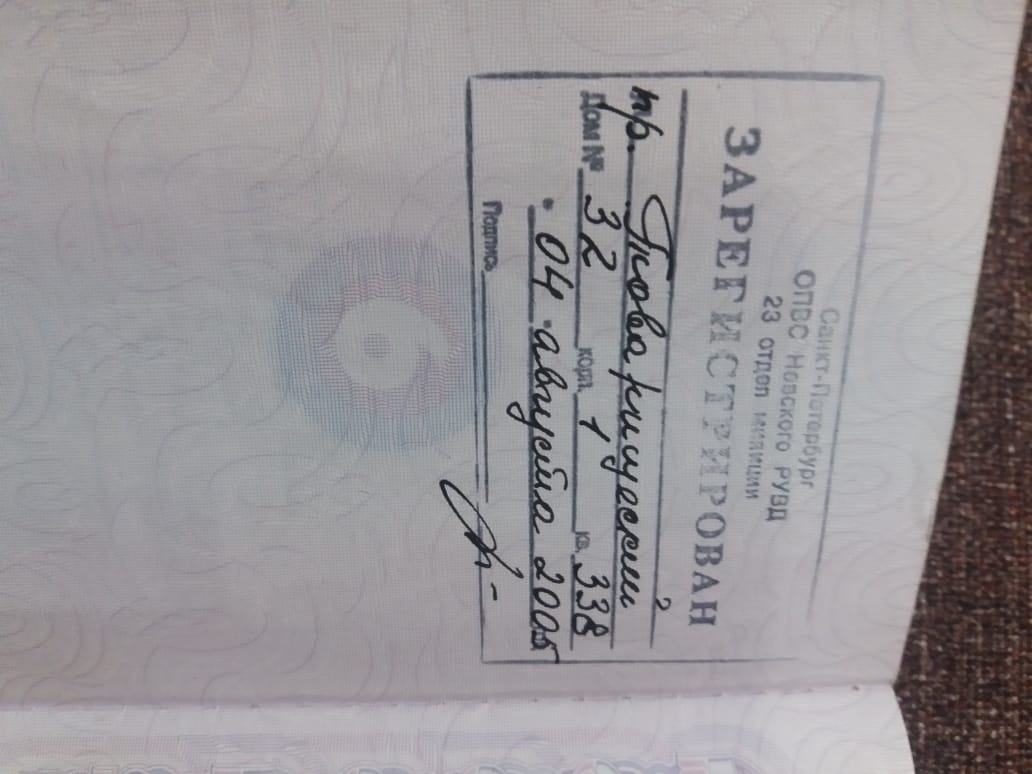 Санкт-Петербург
ОПВС Невского РУВД
23 отдел милиции
ЗАРЕГИСТРИРОВАН
пр. Товарищеский
Дом № 32 корп. 1 кв. 338
" 04 " августа 2005
Подпись